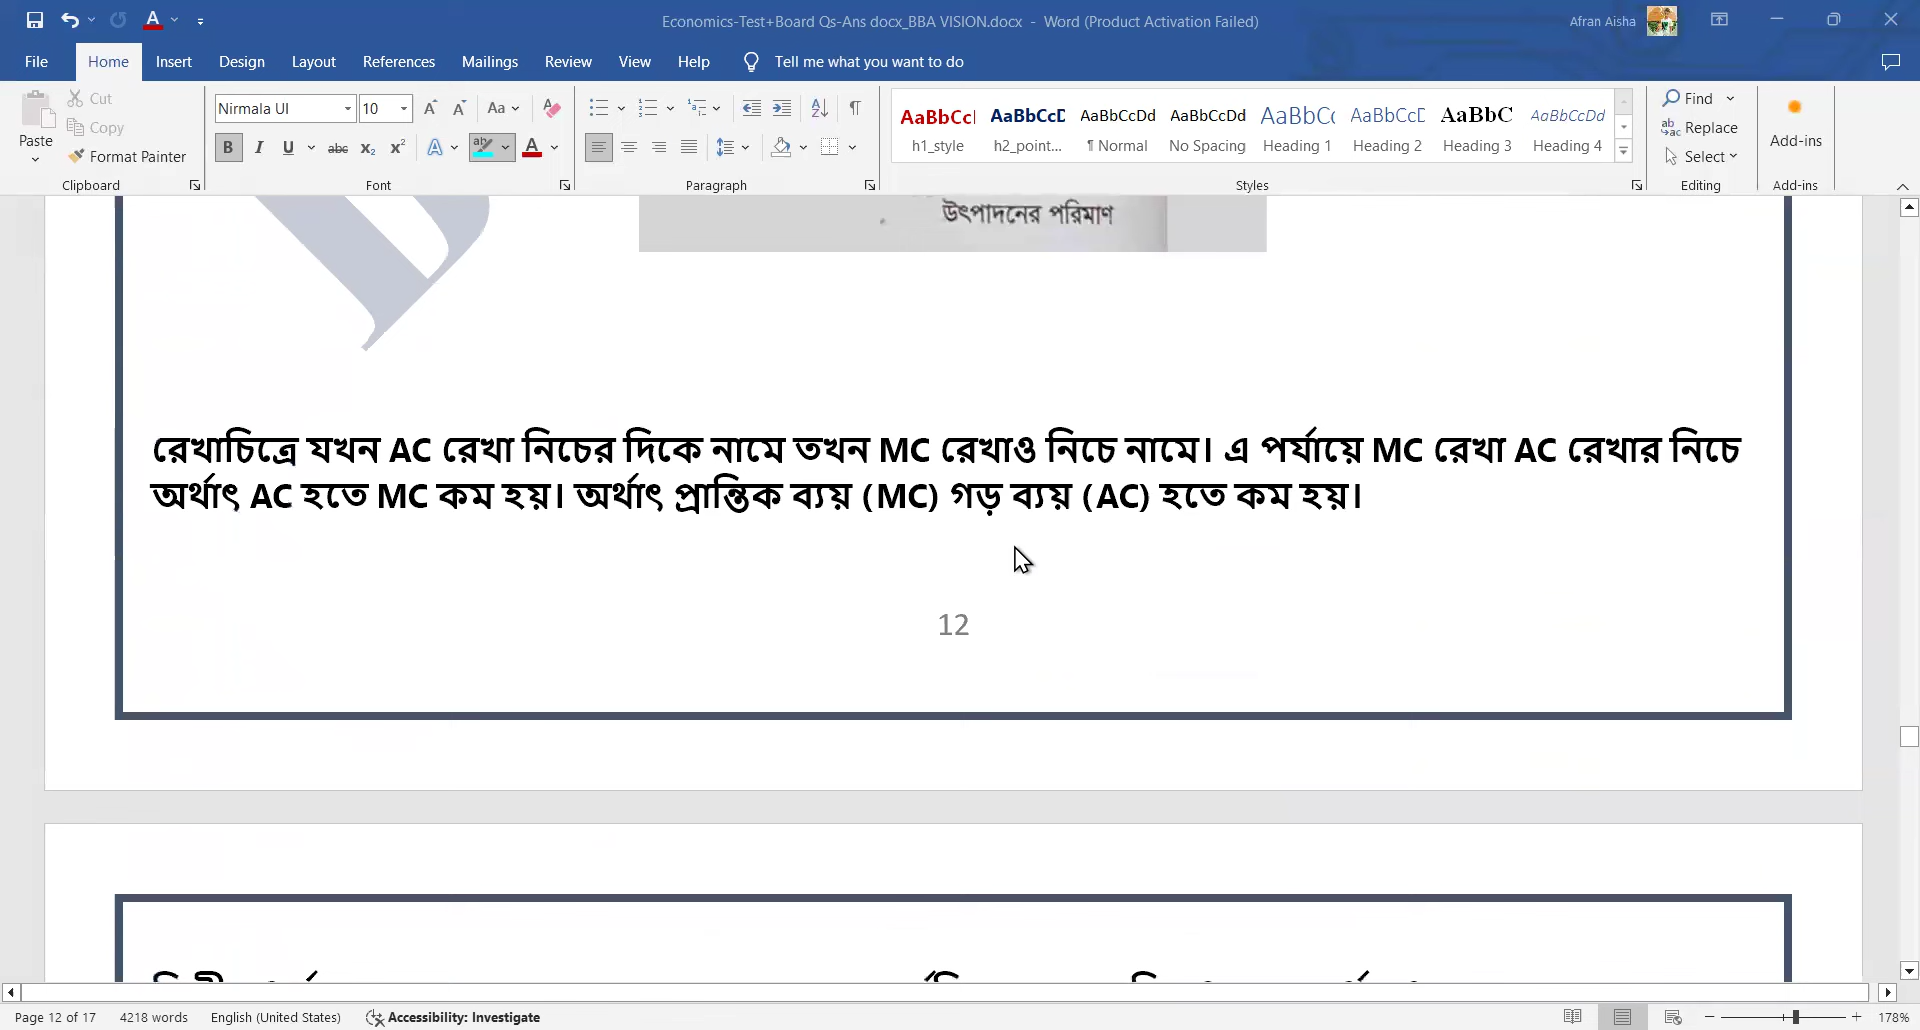 Economics-Test+Board Qs-Ans docx_BBA VISION.docx - Word (Product Activation Failed)
Afran Aisha
File Home Insert Design Layout References Mailings Review View Help Tell me what you want to do
Paste
Cut
Copy
Format Painter
Clipboard
Nirmala UI 10
Font
Paragraph
AaBbCcI AaBbCcD AaBbCcDd AaBbCcDd AaBbCc AaBbCcD AaBbC AaBbCcDd
h1_style h2_point... ¶ Normal No Spacing Heading 1 Heading 2 Heading 3 Heading 4
Styles
Find
Replace
Select
Editing
Add-ins
Add-ins
উৎপাদনের পরিমাণ
রেখাচিত্রে যখন AC রেখা নিচের দিকে নামে তখন MC রেখাও নিচে নামে। এ পর্যায়ে MC রেখা AC রেখার নিচে
অর্থাৎ AC হতে MC কম হয়। অর্থাৎ প্রান্তিক ব্যয় (MC) গড় ব্যয় (AC) হতে কম হয়।
12
Page 12 of 17 4218 words English (United States) Accessibility: Investigate 178%